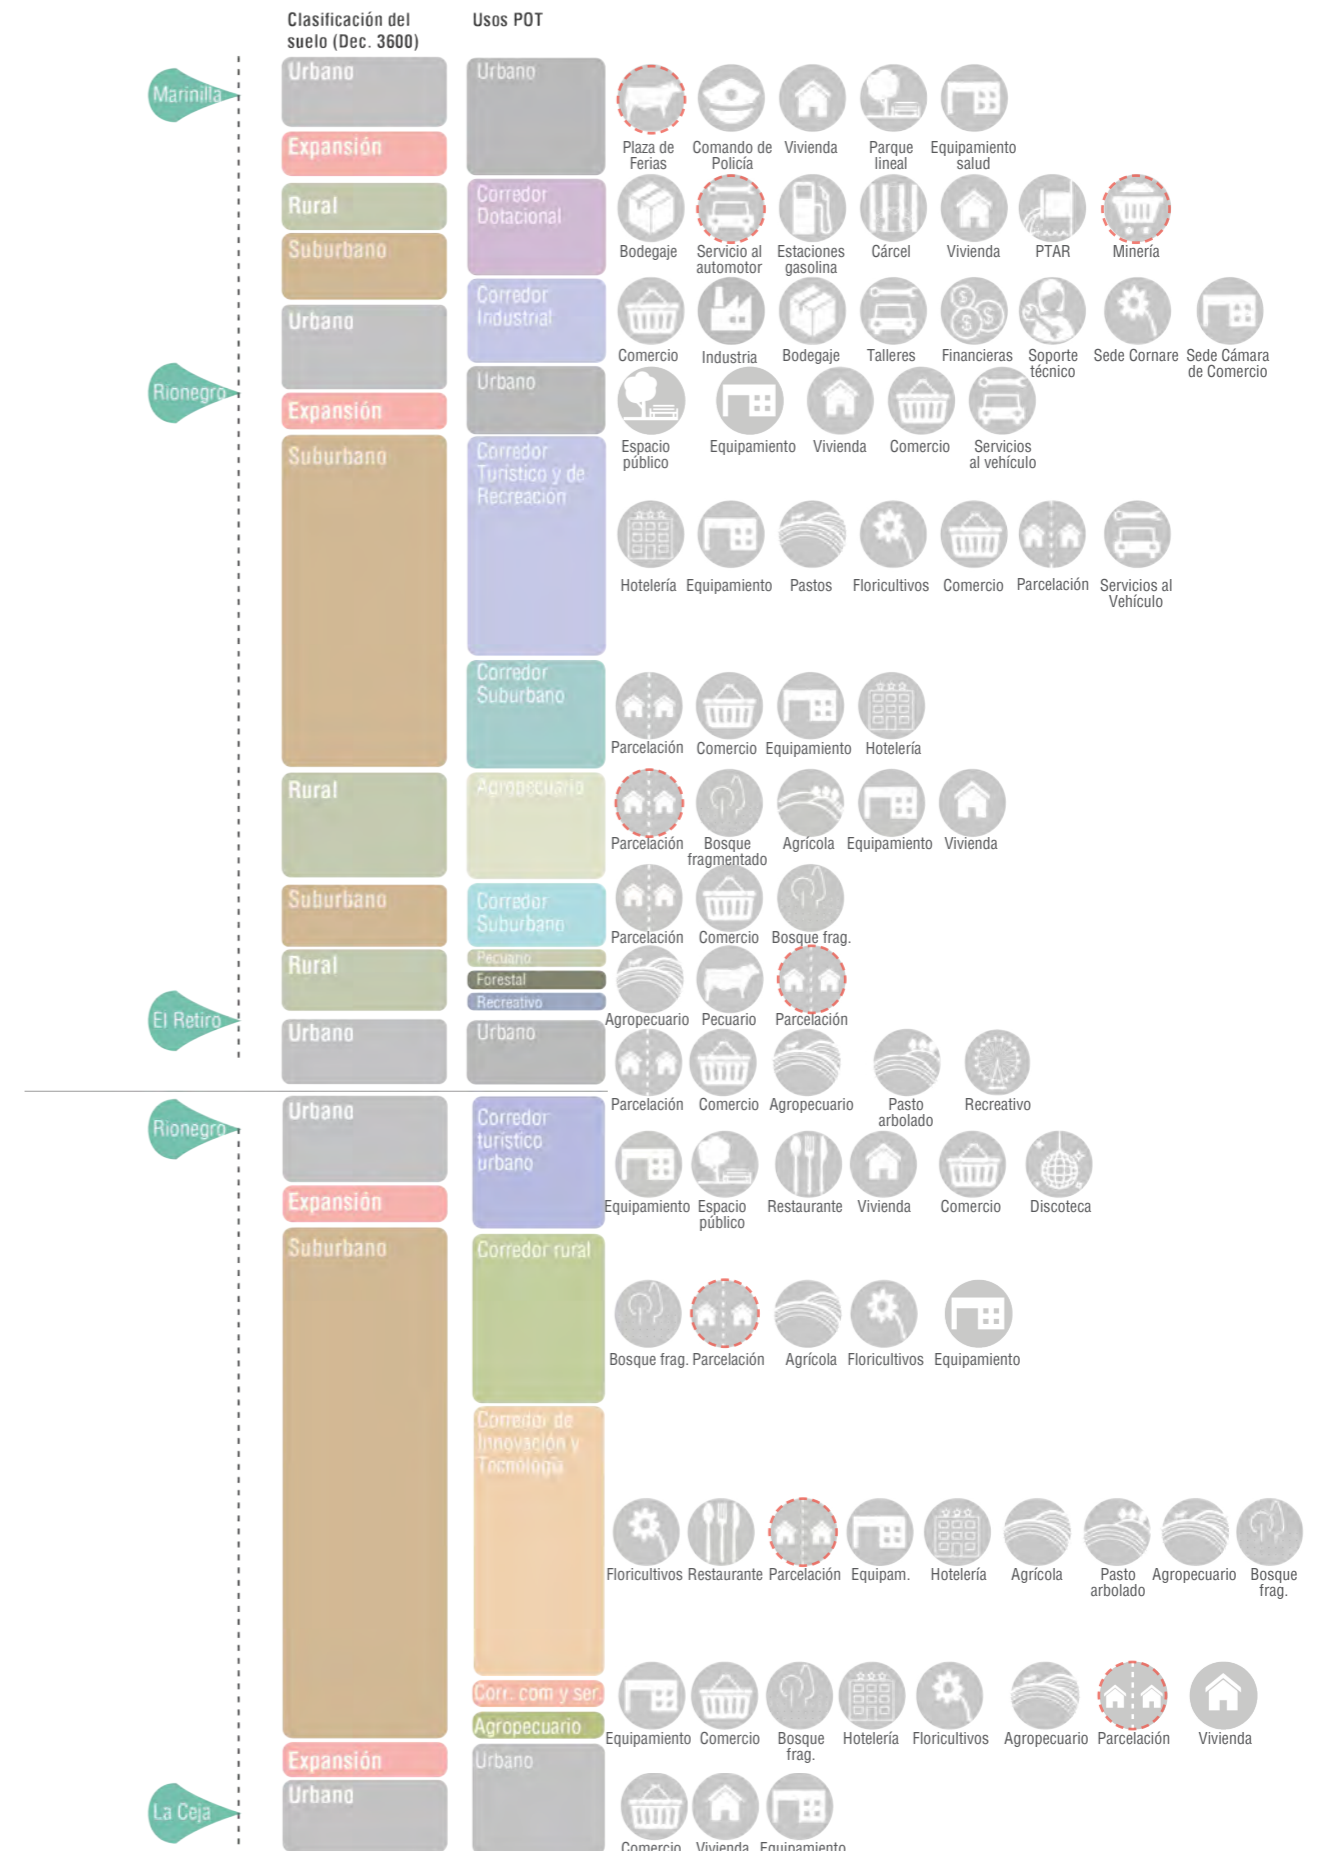 Clasificación del
suelo (Dec. 3600)
Usos POT
Marinilla
Urbano
Urbano
Plaza de
Ferias
Comando de
Policía
Vivienda
Parque
lineal
Equipamiento
salud
Expansión
Rural
Corredor
Dotacional
Bodegaje
Servicio al
automotor
Estaciones
gasolina
Cárcel
Vivienda
PTAR
Minería
Suburbano
Corredor
Industrial
Comercio
Industria
Bodegaje
Talleres
Financieras
Soporte
técnico
Sede Cornare
Sede Cámara
de Comercio
Urbano
Rionegro
Urbano
Espacio
público
Equipamiento
Vivienda
Comercio
Servicios
al vehículo
Expansión
Suburbano
Corredor
Turístico y de
Recreación
Hotelería
Equipamiento
Pastos
Floricultivos
Comercio
Parcelación
Servicios al
Vehículo
Corredor
Suburbano
Parcelación
Comercio
Equipamiento
Hotelería
Rural
Agropecuario
Parcelación
Bosque
fragmentado
Agrícola
Equipamiento
Vivienda
Suburbano
Corredor
Suburbano
Parcelación
Comercio
Bosque frag.
Rural
Pecuario
Forestal
Recreativo
Agropecuario
Pecuario
Parcelación
El Retiro
Urbano
Urbano
Parcelación
Comercio
Agropecuario
Pasto
arbolado
Recreativo
Rionegro
Urbano
Corredor
turístico
urbano
Equipamiento
Espacio
público
Restaurante
Vivienda
Comercio
Discoteca
Expansión
Suburbano
Corredor rural
Bosque frag.
Parcelación
Agrícola
Floricultivos
Equipamiento
Corredor de
Innovación y
Tecnología
Floricultivos
Restaurante
Parcelación
Equipam.
Hotelería
Agrícola
Pasto
arbolado
Agropecuario
Bosque
frag.
Corr. com y ser.
Agropecuario
Equipamiento
Comercio
Bosque
frag.
Hotelería
Floricultivos
Agropecuario
Parcelación
Vivienda
Expansión
Urbano
Urbano
La Ceja
Comercio
Vivienda
Equipamiento